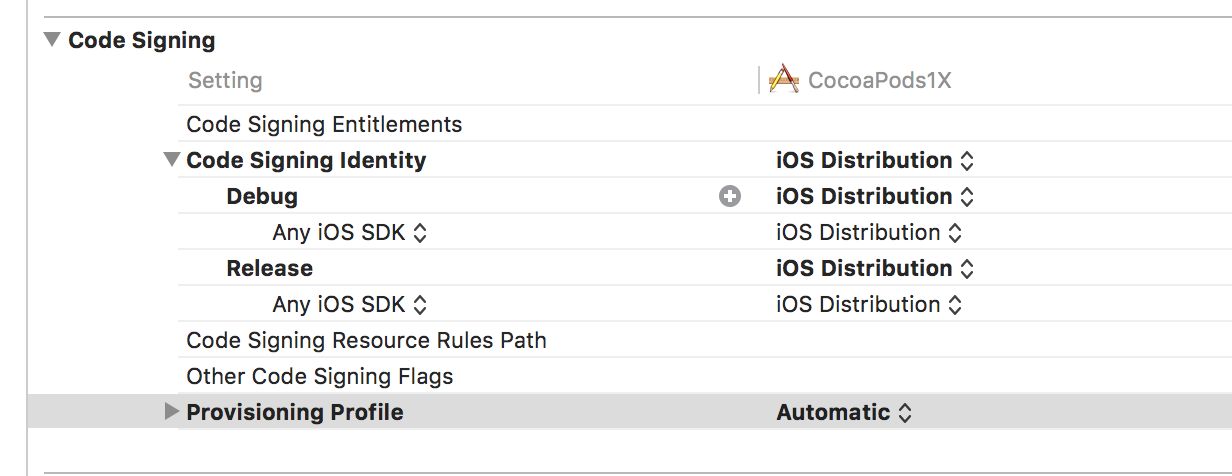 Code Signing
Setting CocoaPods1X
Code Signing Entitlements
Code Signing Identity iOS Distribution
Debug iOS Distribution
Any iOS SDK iOS Distribution
Release iOS Distribution
Any iOS SDK iOS Distribution
Code Signing Resource Rules Path
Other Code Signing Flags
Provisioning Profile Automatic